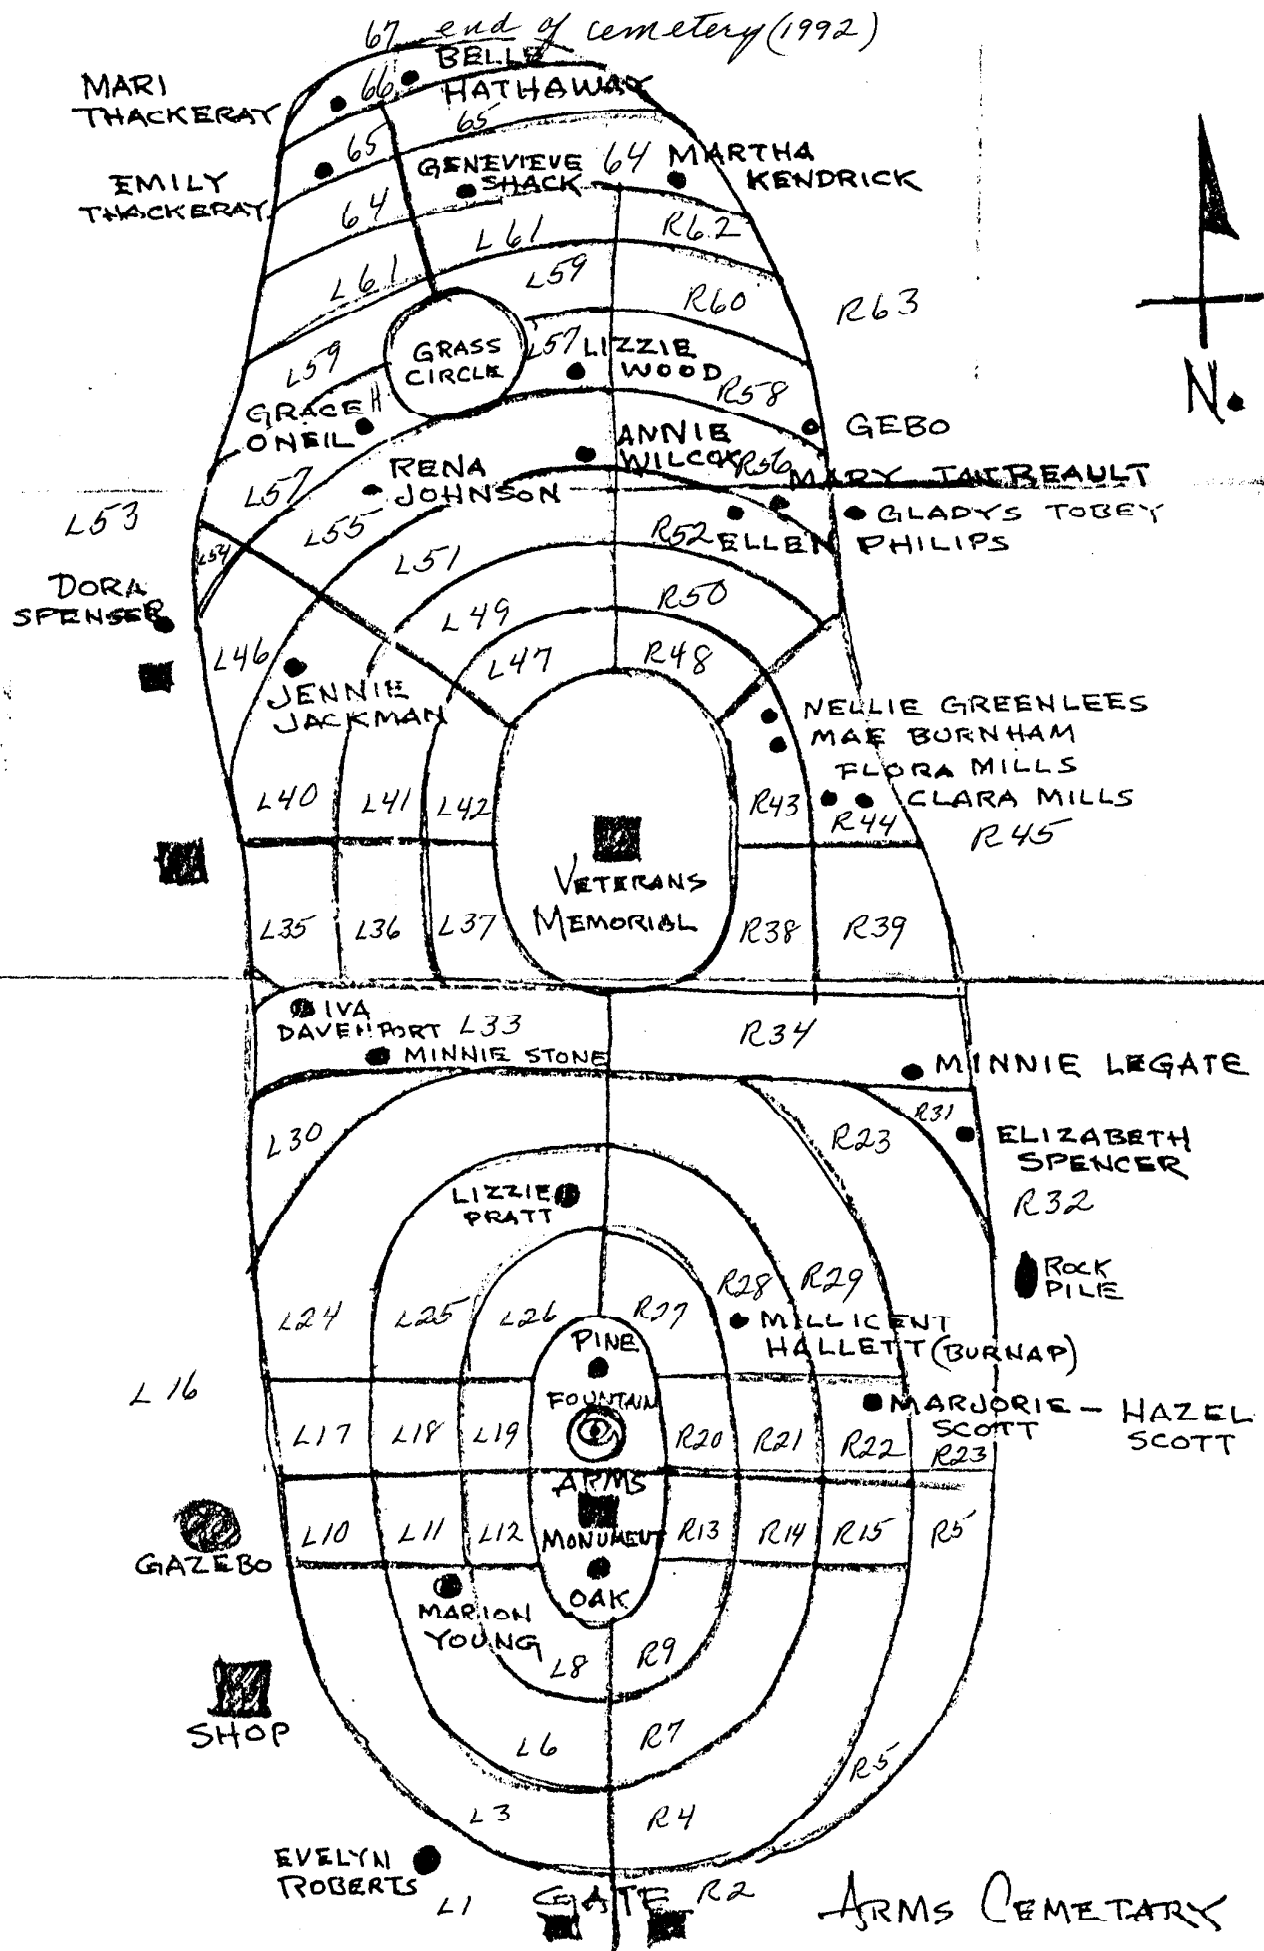 67 end of cemetery (1992)
BELLE
HATHAWAY
66
MARI
THACKERAY
65
65
EMILY
THACKERAY
GENEVIEVE
SHACK
64
MARTHA
KENDRICK
64
L61
R62
L61
L59
R60
R63
N.
GRASS
CIRCLE
L57
LIZZIE
WOOD
L59
R58
GRACE H
ONEIL
GEBO
ANNIE
WILCOX
R56
RENA
JOHNSON
L57
MARY TATREAULT
GLADYS TOBEY
L53
L55
R52
ELLEN PHILIPS
L54
L51
DORA
SPENSER
L49
R50
L46
L47
R48
JENNIE
JACKMAN
NELLIE GREENLEES
MAE BURNHAM
FLORA MILLS
CLARA MILLS
L40
L41
L42
R43
R44
R45
VETERANS
MEMORIAL
L35
L36
L37
R38
R39
IVA
DAVENPORT
L33
R34
MINNIE STONE
MINNIE LEGATE
R31
L30
R23
ELIZABETH
SPENCER
R32
LIZZIE
PRATT
ROCK
PILE
L24
L25
L26
R27
R28
R29
MILLICENT
HALLETT (BURNAP)
PINE
L16
FOUNTAIN
MARJORIE - HAZEL
SCOTT SCOTT
L17
L18
L19
R20
R21
R22
R23
ARMS
MONUMENT
L10
L11
L12
R13
R14
R15
R5
GAZEBO
OAK
MARION
YOUNG
L8
R9
SHOP
L6
R7
R5
L3
R4
EVELYN
ROBERTS
L1
GATE
R2
ARMS CEMETARY